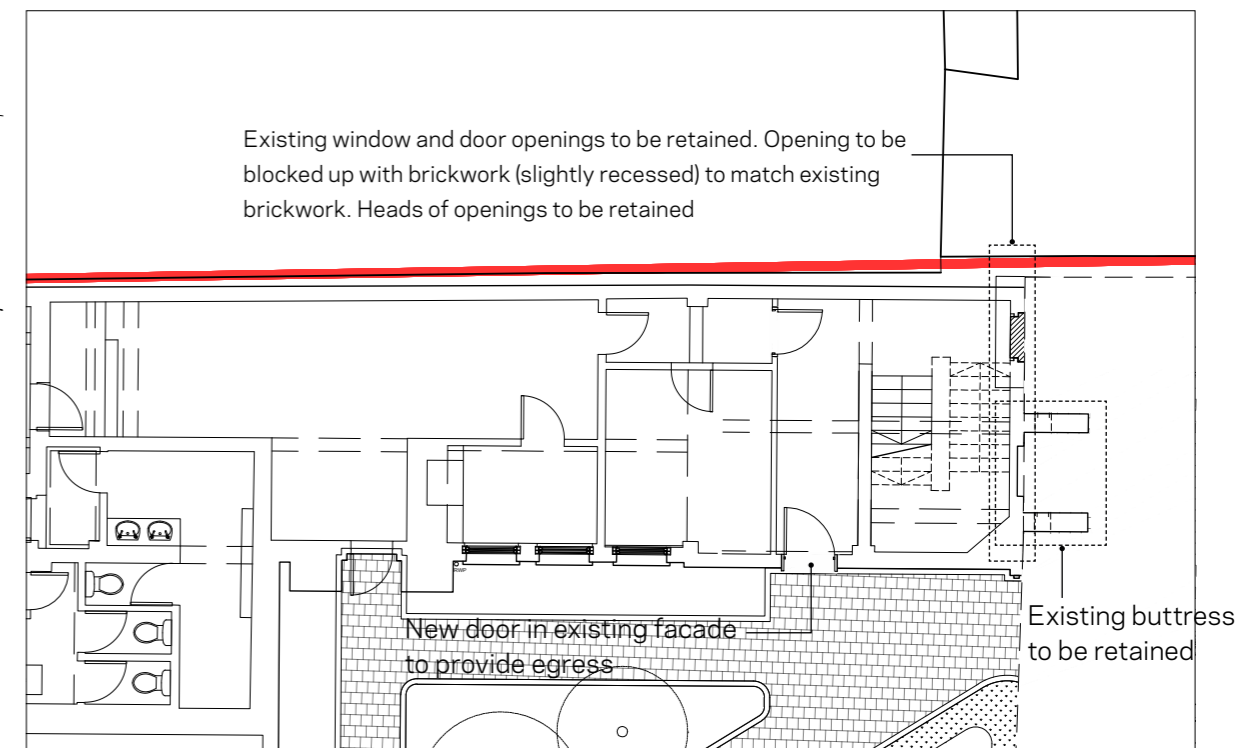 Existing window and door openings to be retained. Opening to be
blocked up with brickwork (slightly recessed) to match existing
brickwork. Heads of openings to be retained
RWP
New door in existing facade
to provide egress
Existing buttress
to be retained